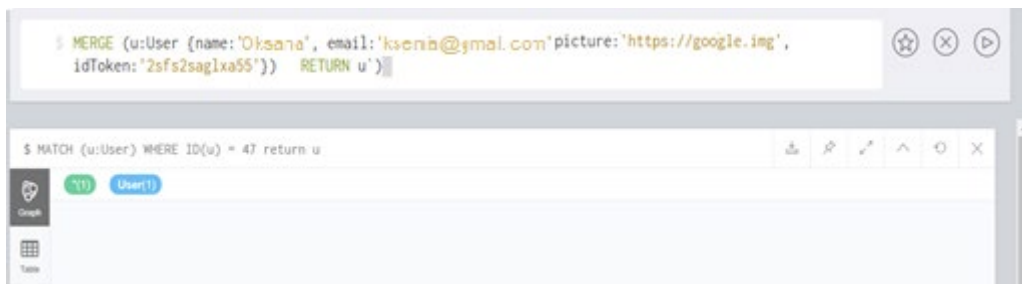 $ MERGE (u:User {name:'Oksana', email:'ksenia@gmal.com'picture:'https://google.img',
idToken:'2sfs2saglxa55'}) RETURN u`)
$ MATCH (u:User) WHERE ID(u) = 47 return u
*(1) User(1)
Graph
Table